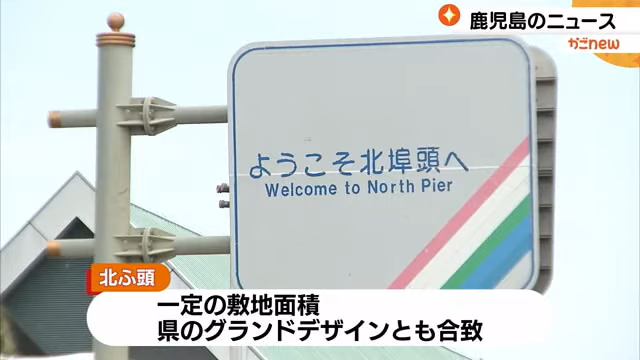 鹿児島のニュース
かごnew
ようこそ北埠頭へ
Welcome to North Pier
北ふ頭
一定の敷地面積
県のグランドデザインとも合致